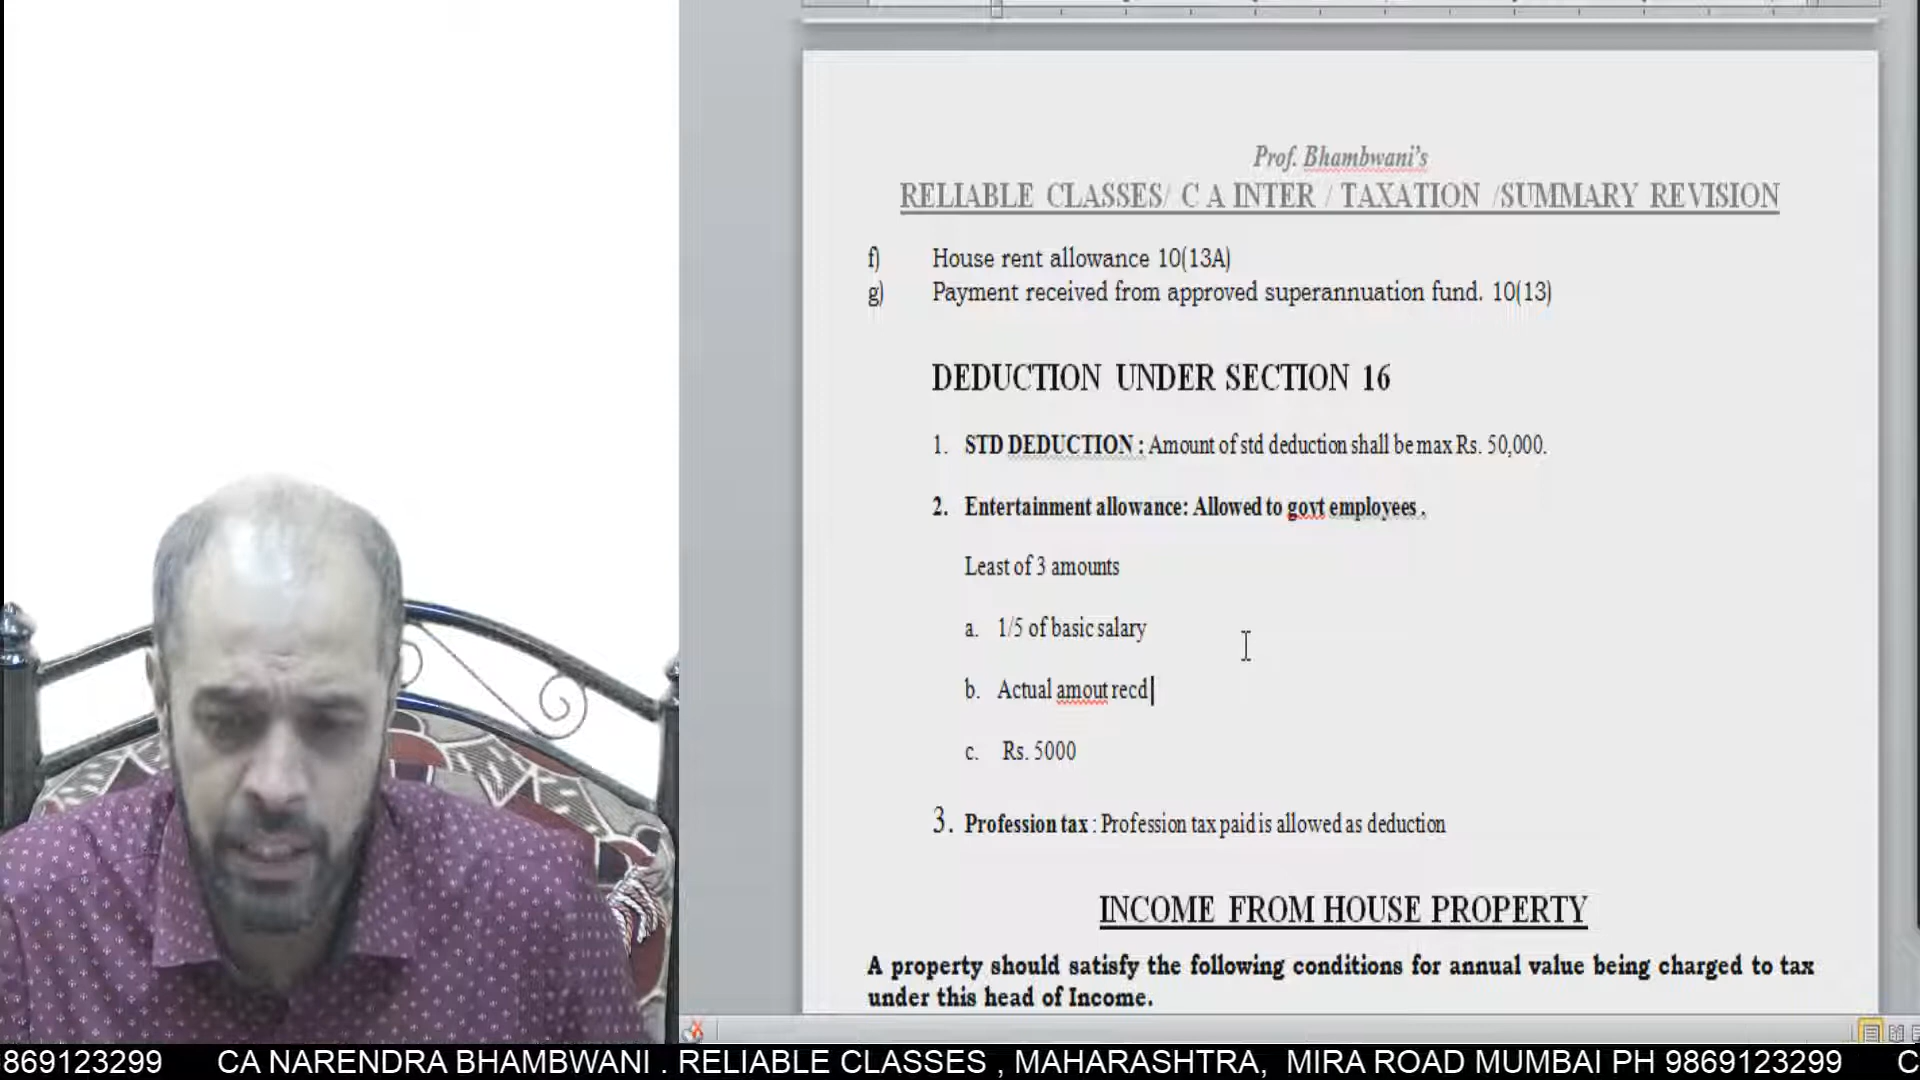 Prof. Bhambwani's
RELIABLE CLASSES/ C A INTER / TAXATION /SUMMARY REVISION
f) House rent allowance 10(13A)
g) Payment received from approved superannuation fund. 10(13)
DEDUCTION UNDER SECTION 16
1. STD DEDUCTION : Amount of std deduction shall be max Rs. 50,000.
2. Entertainment allowance: Allowed to govt employees .
Least of 3 amounts
a. 1/5 of basic salary
b. Actual amout recd
c. Rs. 5000
3. Profession tax : Profession tax paid is allowed as deduction
INCOME FROM HOUSE PROPERTY
A property should satisfy the following conditions for annual value being charged to tax
under this head of Income.
869123299 CA NARENDRA BHAMBWANI . RELIABLE CLASSES , MAHARASHTRA, MIRA ROAD MUMBAI PH 9869123299 C